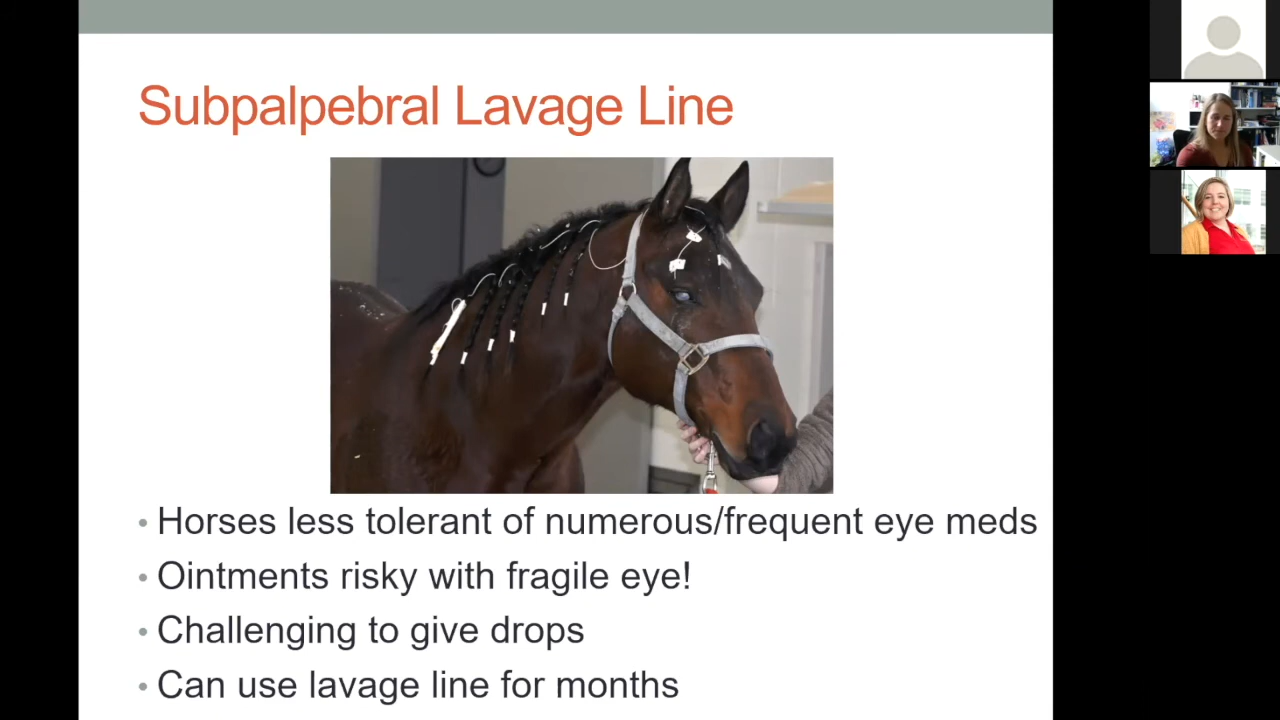 Subpalpebral Lavage Line
• Horses less tolerant of numerous/frequent eye meds
• Ointments risky with fragile eye!
• Challenging to give drops
• Can use lavage line for months